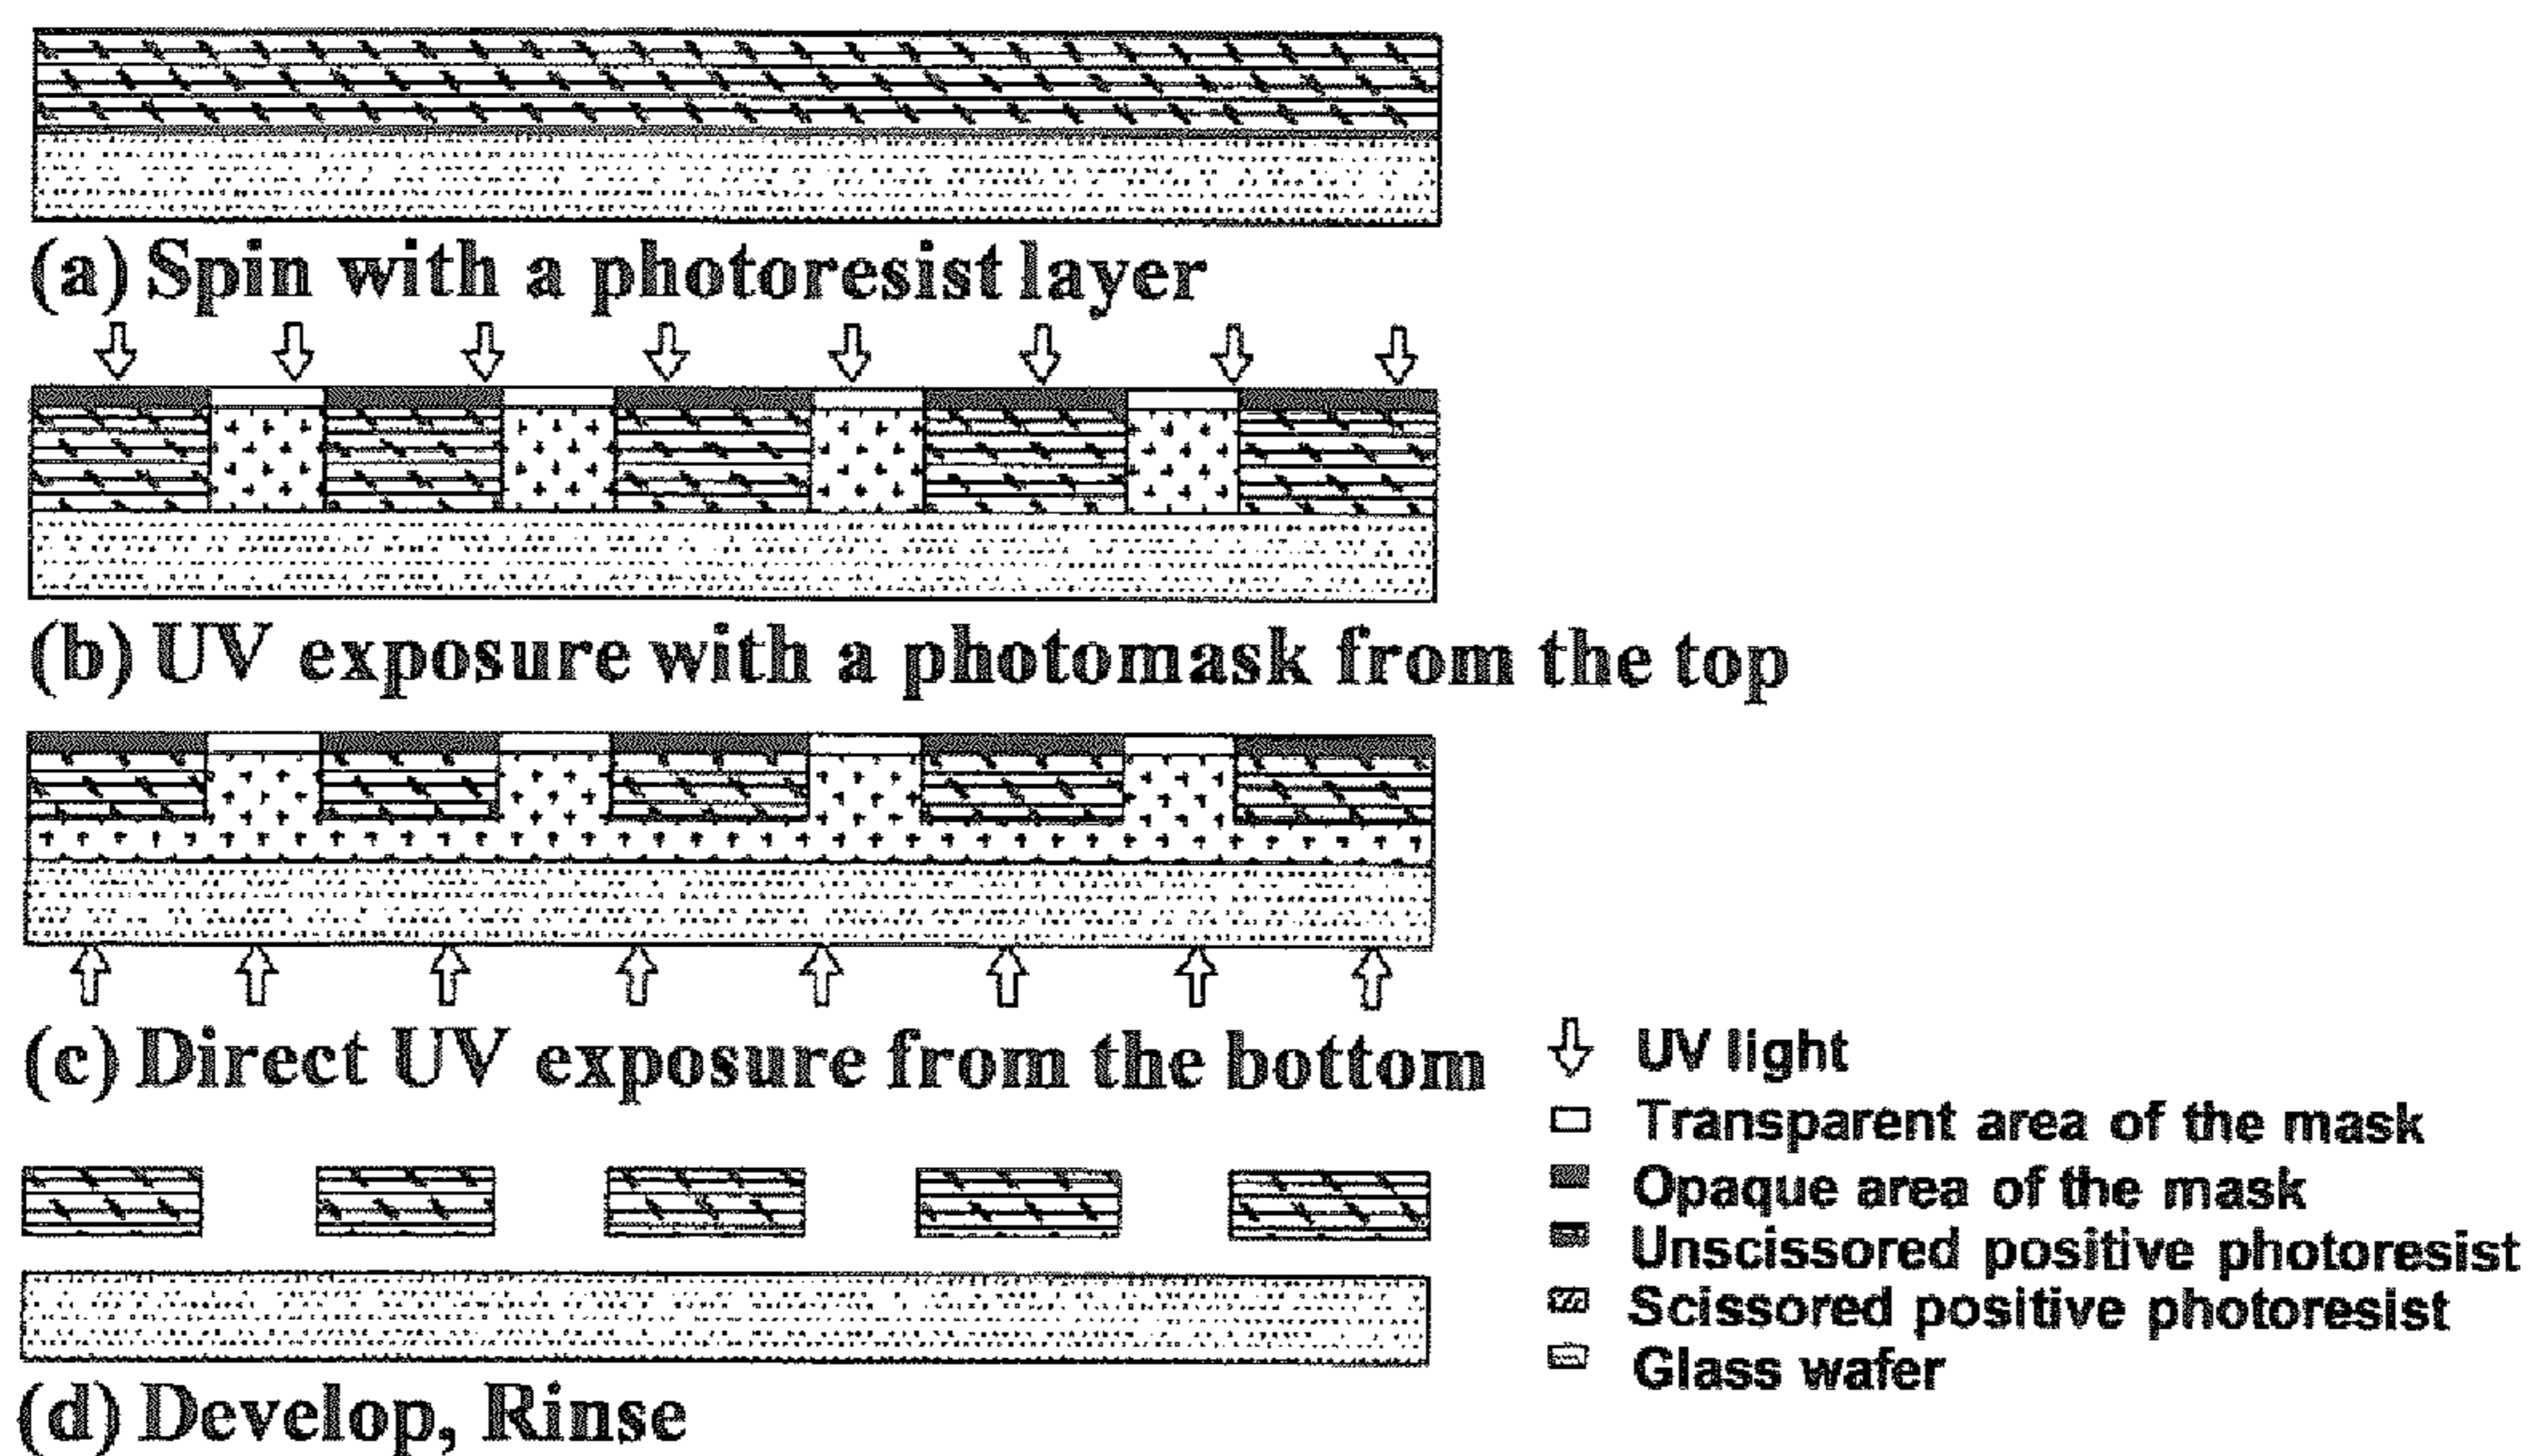 (a) Spin with a photoresist layer
(b) UV exposure with a photomask from the top
(c) Direct UV exposure from the bottom
UV light
Transparent area of the mask
Opaque area of the mask
Unscissored positive photoresist
Scissored positive photoresist
Glass wafer
(d) Develop, Rinse